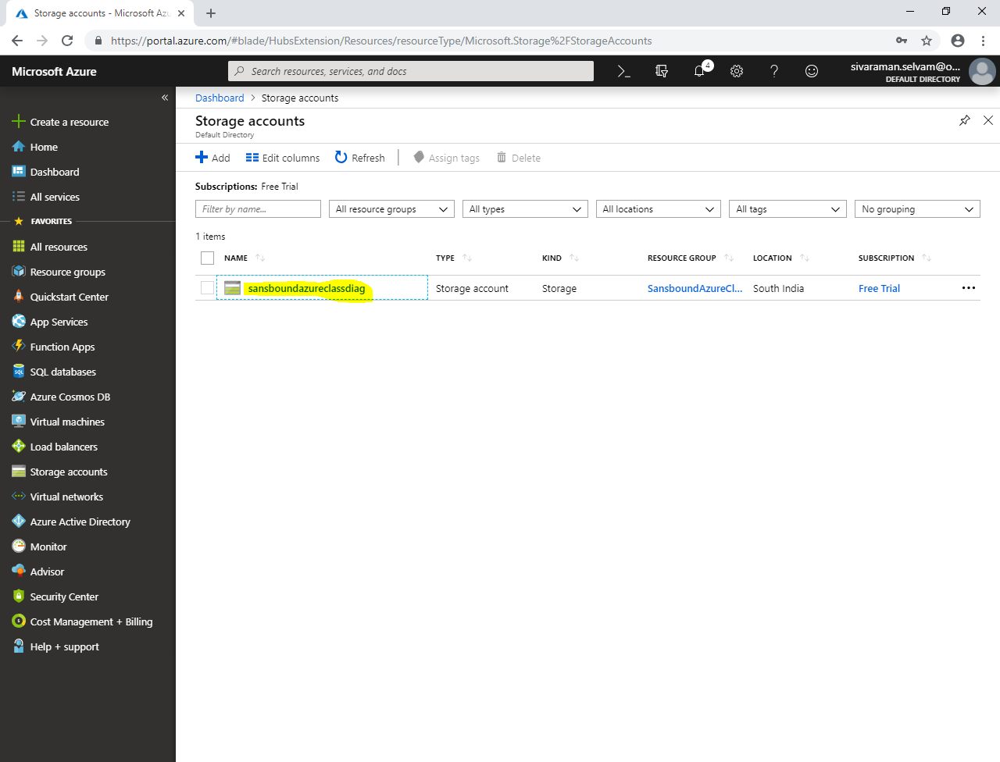 Storage accounts - Microsoft Azu
https://portal.azure.com/#blade/HubsExtension/Resources/resourceType/Microsoft.Storage%2FStorageAccounts
Microsoft Azure
Search resources, services, and docs
4
sivaraman.selvam@o...
DEFAULT DIRECTORY
Create a resource
Home
Dashboard
All services
FAVORITES
All resources
Resource groups
Quickstart Center
App Services
Function Apps
SQL databases
Azure Cosmos DB
Virtual machines
Load balancers
Storage accounts
Virtual networks
Azure Active Directory
Monitor
Advisor
Security Center
Cost Management + Billing
Help + support
Dashboard > Storage accounts
Storage accounts
Default Directory
Add Edit columns Refresh Assign tags Delete
Subscriptions: Free Trial
Filter by name... All resource groups All types All locations All tags No grouping
1 items
NAME TYPE KIND RESOURCE GROUP LOCATION SUBSCRIPTION
sansboundazureclassdiag Storage account Storage SansboundAzureCl... South India Free Trial